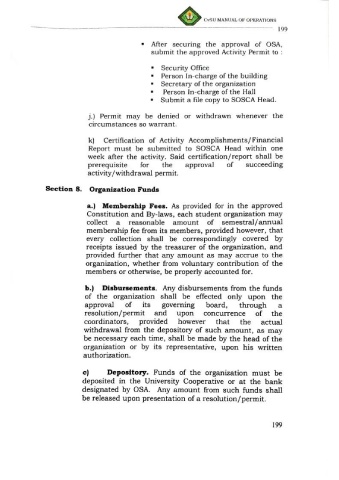 CvSU MANUAL OF OPERATIONS
199
• After securing the approval of OSA,
submit the approved Activity Permit to :
• Security Office
• Person In-charge of the building
• Secretary of the organization
• Person In-charge of the Hall
• Submit a file copy to SOSCA Head.
j.) Permit may be denied or withdrawn whenever the
circumstances so warrant.
k) Certification of Activity Accomplishments/Financial
Report must be submitted to SOSCA Head within one
week after the activity. Said certification/report shall be
prerequisite for the approval of succeeding
activity/withdrawal permit.
Section 8. Organization Funds
a.) Membership Fees. As provided for in the approved
Constitution and By-laws, each student organization may
collect a reasonable amount of semestral/annual
membership fee from its members, provided however, that
every collection shall be correspondingly covered by
receipts issued by the treasurer of the organization, and
provided further that any amount as may accrue to the
organization, whether from voluntary contribution of the
members or otherwise, be properly accounted for.
b.) Disbursements. Any disbursements from the funds
of the organization shall be effected only upon the
approval of its governing board, through a
resolution/permit and upon concurrence of the
coordinators, provided however that the actual
withdrawal from the depository of such amount, as may
be necessary each time, shall be made by the head of the
organization or by its representative, upon his written
authorization.
c) Depository. Funds of the organization must be
deposited in the University Cooperative or at the bank
designated by OSA. Any amount from such funds shall
be released upon presentation of a resolution/permit.
199